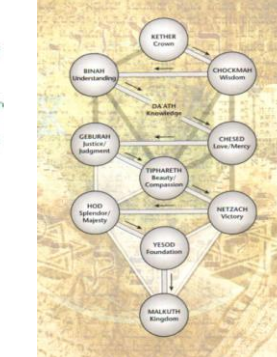 KETHER
Crown
BINAH
Understanding
CHOCKMAH
Wisdom
DA'ATH
Knowledge
GEBURAH
Justice/
Judgment
CHESED
Love/Mercy
TIPHARETH
Beauty/
Compassion
HOD
Splendor/
Majesty
NETZACH
Victory
YESOD
Foundation
MALKUTH
Kingdom